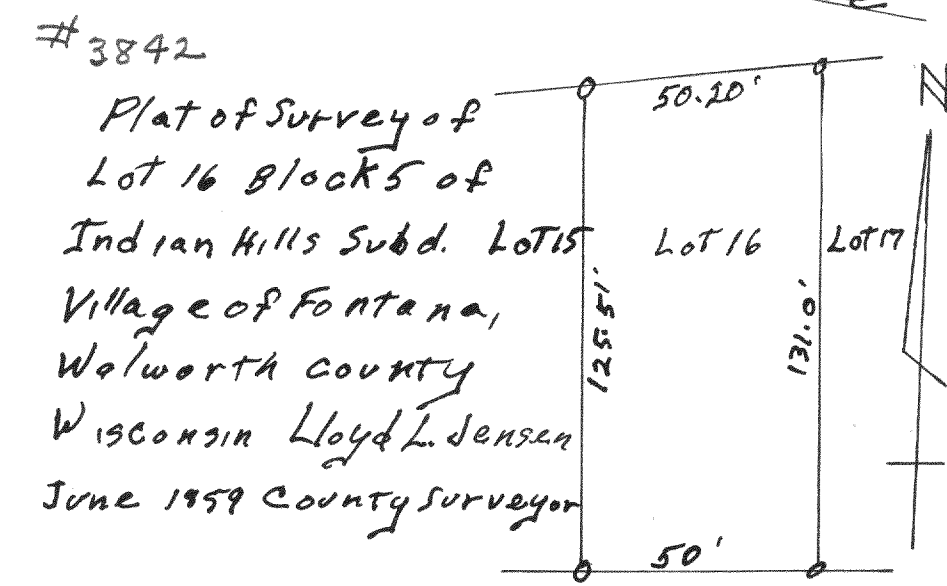 #3842
Plat of Survey of
Lot 16 Block 5 of
Indian Hills Subd.
Village of Fontana,
Walworth County
Wisconsin Lloyd L. Jensen
June 1959 County Surveyor
N
50.20'
LOT 15
Lot 16
Lot 17
125.51'
131.0'
50'